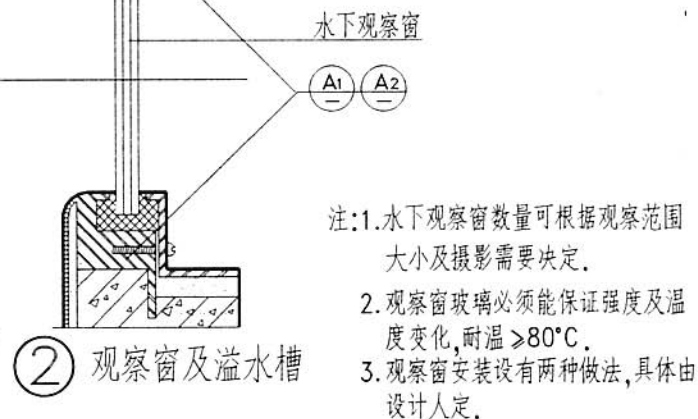 水下观察窗
A1 A2
注:1.水下观察窗数量可根据观察范围
大小及摄影需要决定.
2.观察窗玻璃必须能保证强度及温
度变化,耐温≥80°C.
3.观察窗安装设有两种做法,具体由
设计人定.
2 观察窗及溢水槽